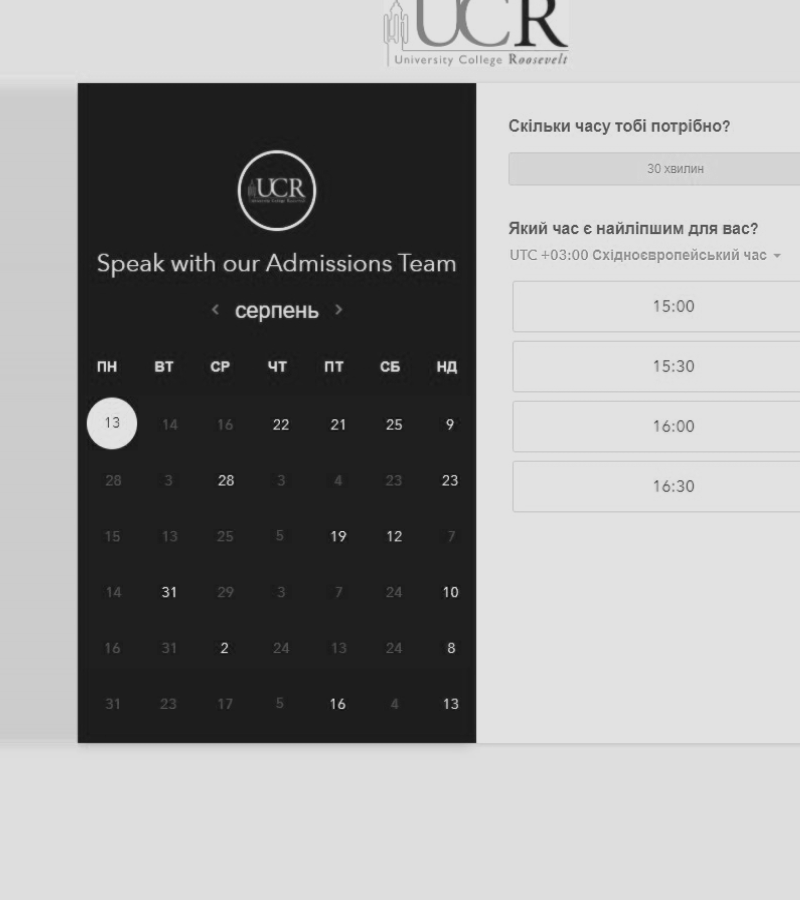 UCR
University College Roosevelt
UCR
University College Roosevelt
Speak with our Admissions Team
серпень
ПН ВТ СР ЧТ ПТ СБ НД
13 14 16 22 21 25 9
28 3 28 3 4 23 23
15 13 25 5 19 12 7
14 31 29 3 7 24 10
16 31 2 24 13 24 8
31 23 17 5 16 4 13
Скільки часу тобі потрібно?
30 хвилин
Який час є найліпшим для вас?
UTC +03:00 Східноєвропейський час
15:00
15:30
16:00
16:30